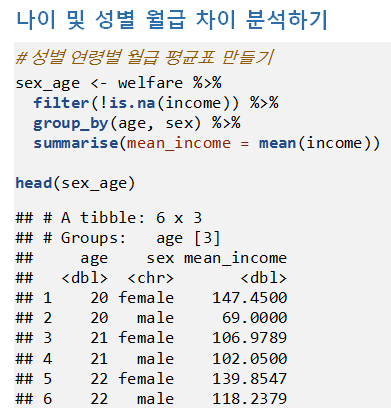 나이 및 성별 월급 차이 분석하기
# 성별 연령별 월급 평균표 만들기
sex_age <- welfare %>%
  filter(!is.na(income)) %>%
  group_by(age, sex) %>%
  summarise(mean_income = mean(income))
head(sex_age)
## # A tibble: 6 x 3
## # Groups:   age [3]
##     age    sex mean_income
##   <dbl>  <chr>       <dbl>
## 1    20 female    147.4500
## 2    20   male     69.0000
## 3    21 female    106.9789
## 4    21   male    102.0500
## 5    22 female    139.8547
## 6    22   male    118.2379